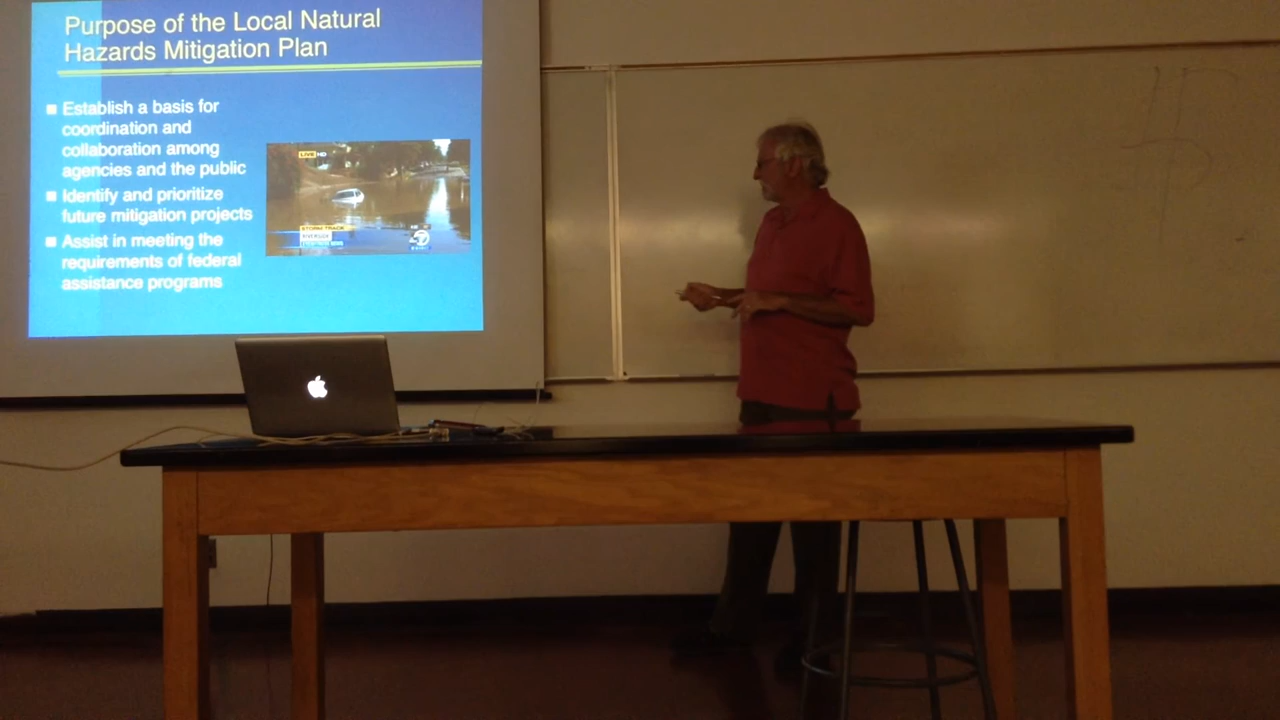 Purpose of the Local Natural
Hazards Mitigation Plan
Establish a basis for
coordination and
collaboration among
agencies and the public
Identify and prioritize
future mitigation projects
Assist in meeting the
requirements of federal
assistance programs
LIVE HD
STORM TRACK
RIVERSIDE